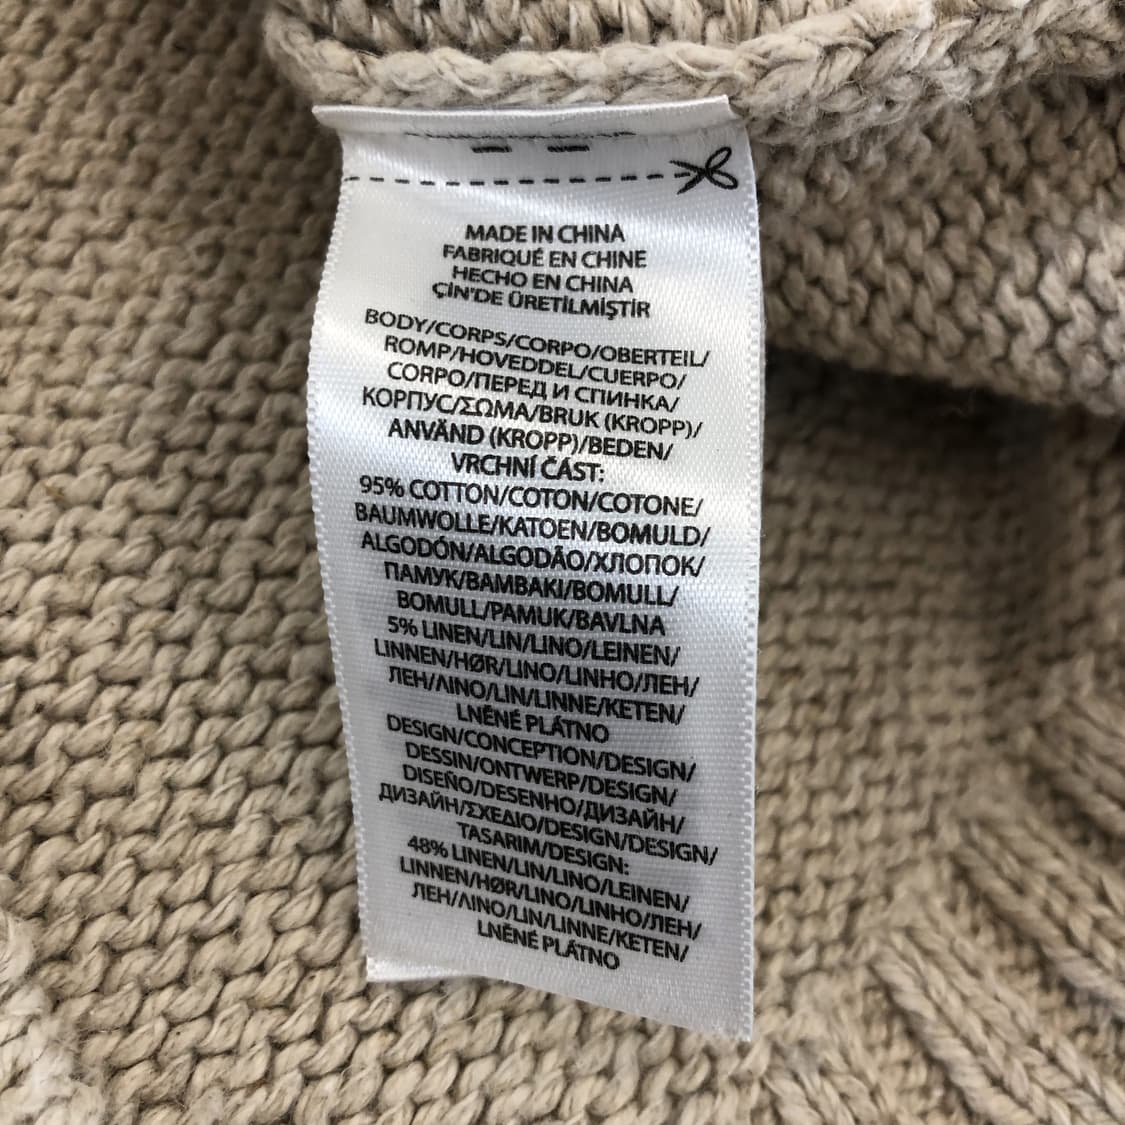 MADE IN CHINA
FABRIQUÉ EN CHINE
HECHO EN CHINA
ÇİN'DE ÜRETİLMİŞTİR
BODY/CORPS/CORPO/OBERTEIL/
ROMP/HOVEDDEL/CUERPO/
CORPO/ПЕРЕД И СПИНКА/
КОРПУС/ΣΩΜΑ/BRUK (KROPP)/
ANVÄND (KROPP)/BEDEN/
VRCHNÍ ČÁST:
95% COTTON/COTON/COTONE/
BAUMWOLLE/KATOEN/BOMULD/
ALGODÓN/ALGODÃO/ХЛОПОК/
ПАМУК/ΒΑΜΒΑΚΙ/BOMULL/
BOMULL/PAMUK/BAVLNA
5% LINEN/LIN/LINO/LEINEN/
LINNEN/HØR/LINO/LINHO/ЛЕН/
ЛЕН/ΛΙΝΟ/LIN/LINNE/KETEN/
LNĚNÉ PLÁTNO
DESIGN/CONCEPTION/DESIGN/
DESSIN/ONTWERP/DESIGN/
DISEÑO/DESENHO/ДИЗАЙН/
ДИЗАЙН/ΣΧΕΔΙΟ/DESIGN/DESIGN/
TASARIM/DESIGN:
48% LINEN/LIN/LINO/LEINEN/
LINNEN/HØR/LINO/LINHO/ЛЕН/
ЛЕН/ΛΙΝΟ/LIN/LINNE/KETEN/
LNĚNÉ PLÁTNO